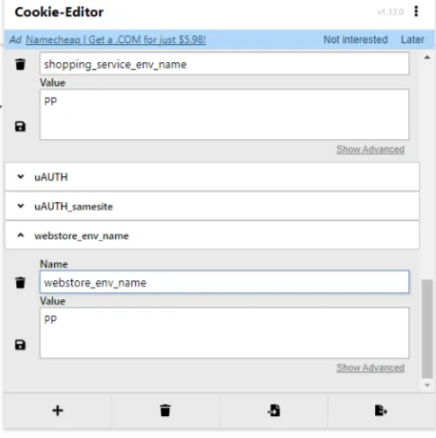 Cookie-Editor
v1.13.0
Ad Namecheap | Get a .COM for just $5.98! Not interested Later
shopping_service_env_name
Value
PP
Show Advanced
uAUTH
uAUTH_samesite
webstore_env_name
Name
webstore_env_name
Value
PP
Show Advanced